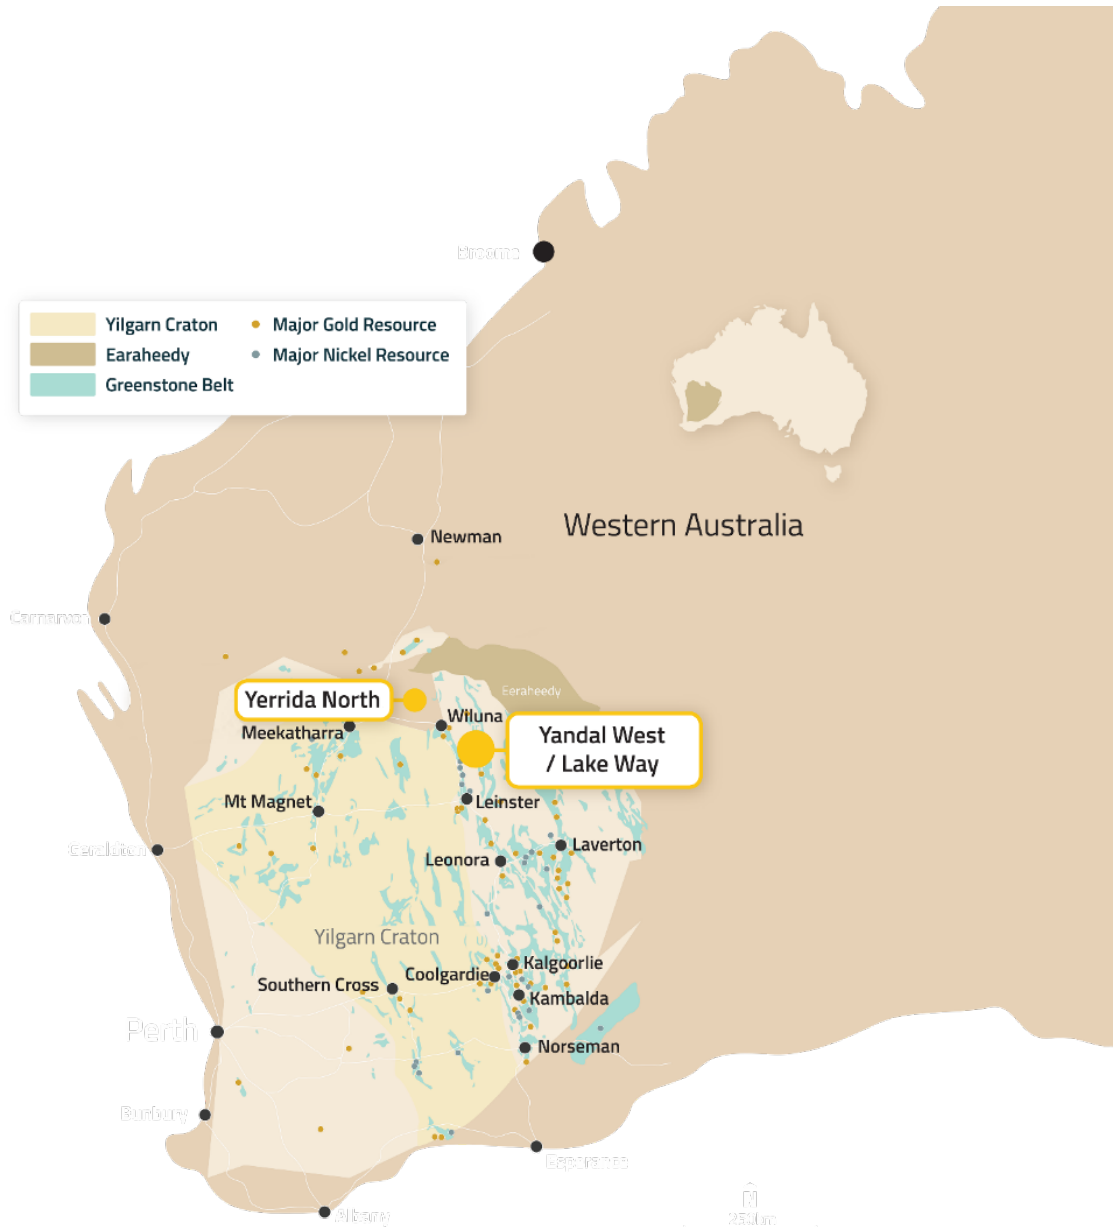 Broome
Yilgarn Craton
Major Gold Resource
Earaheedy
Major Nickel Resource
Greenstone Belt
Western Australia
Newman
Carnarvon
Eeraheedy
Yerrida North
Wiluna
Meekatharra
Yandal West
/ Lake Way
Mt Magnet
Leinster
Geraldton
Laverton
Leonora
Yilgarn Craton
Kalgoorlie
Coolgardie
Southern Cross
Kambalda
Perth
Norseman
Bunbury
Esperance
N
250km
Albany